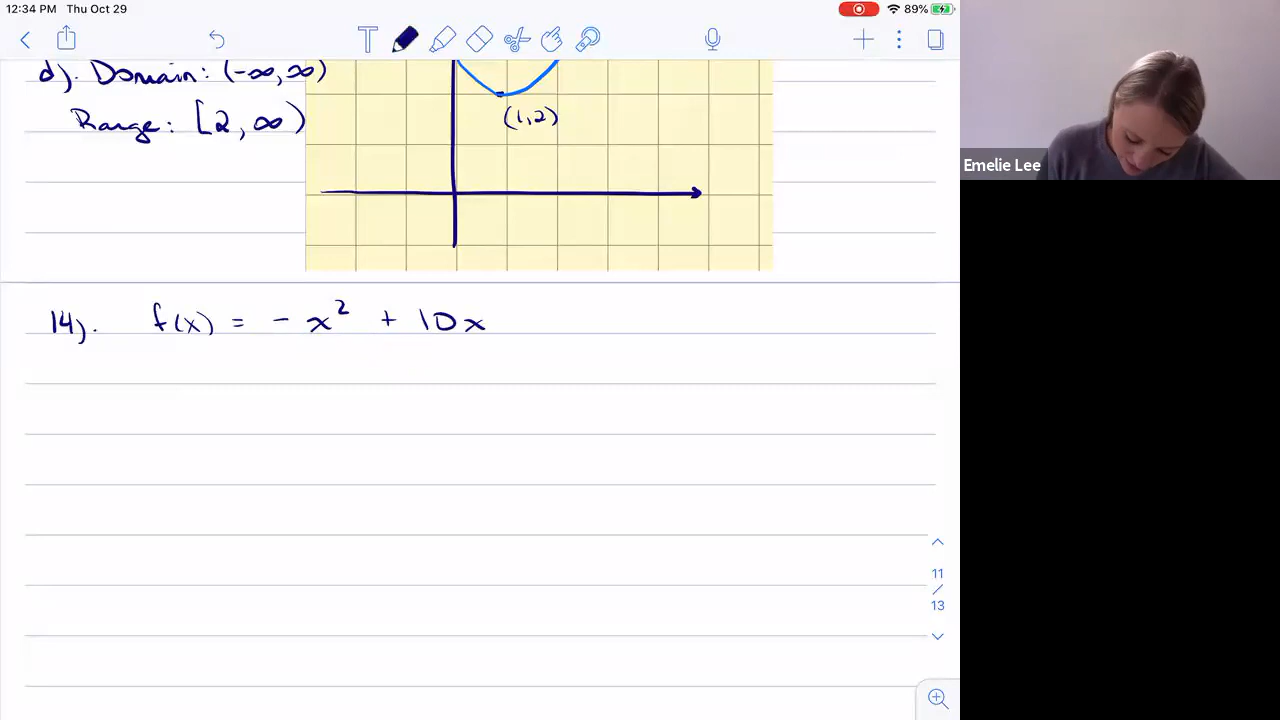 12:34 PM Thu Oct 29
89%
d). Domain: (-∞, ∞)
Range: [2, ∞)
(1,2)
Emelie Lee
14). f(x) = - x² + 10x
11
/
13